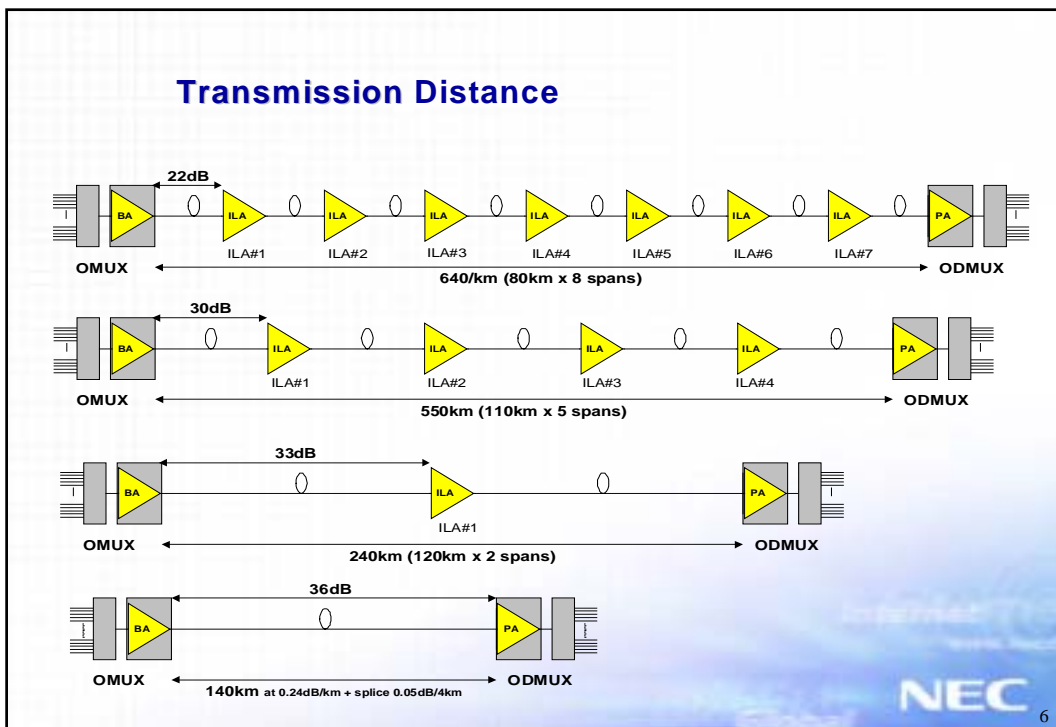 Transmission Distance
22dB
BA ILA ILA ILA ILA ILA ILA ILA PA
ILA#1 ILA#2 ILA#3 ILA#4 ILA#5 ILA#6 ILA#7
OMUX ODMUX
640/km (80km x 8 spans)
30dB
BA ILA ILA ILA ILA PA
ILA#1 ILA#2 ILA#3 ILA#4
OMUX ODMUX
550km (110km x 5 spans)
33dB
BA ILA PA
ILA#1
OMUX ODMUX
240km (120km x 2 spans)
36dB
BA PA
OMUX ODMUX
140km at 0.24dB/km + splice 0.05dB/4km
Internet
Global
NEC
6